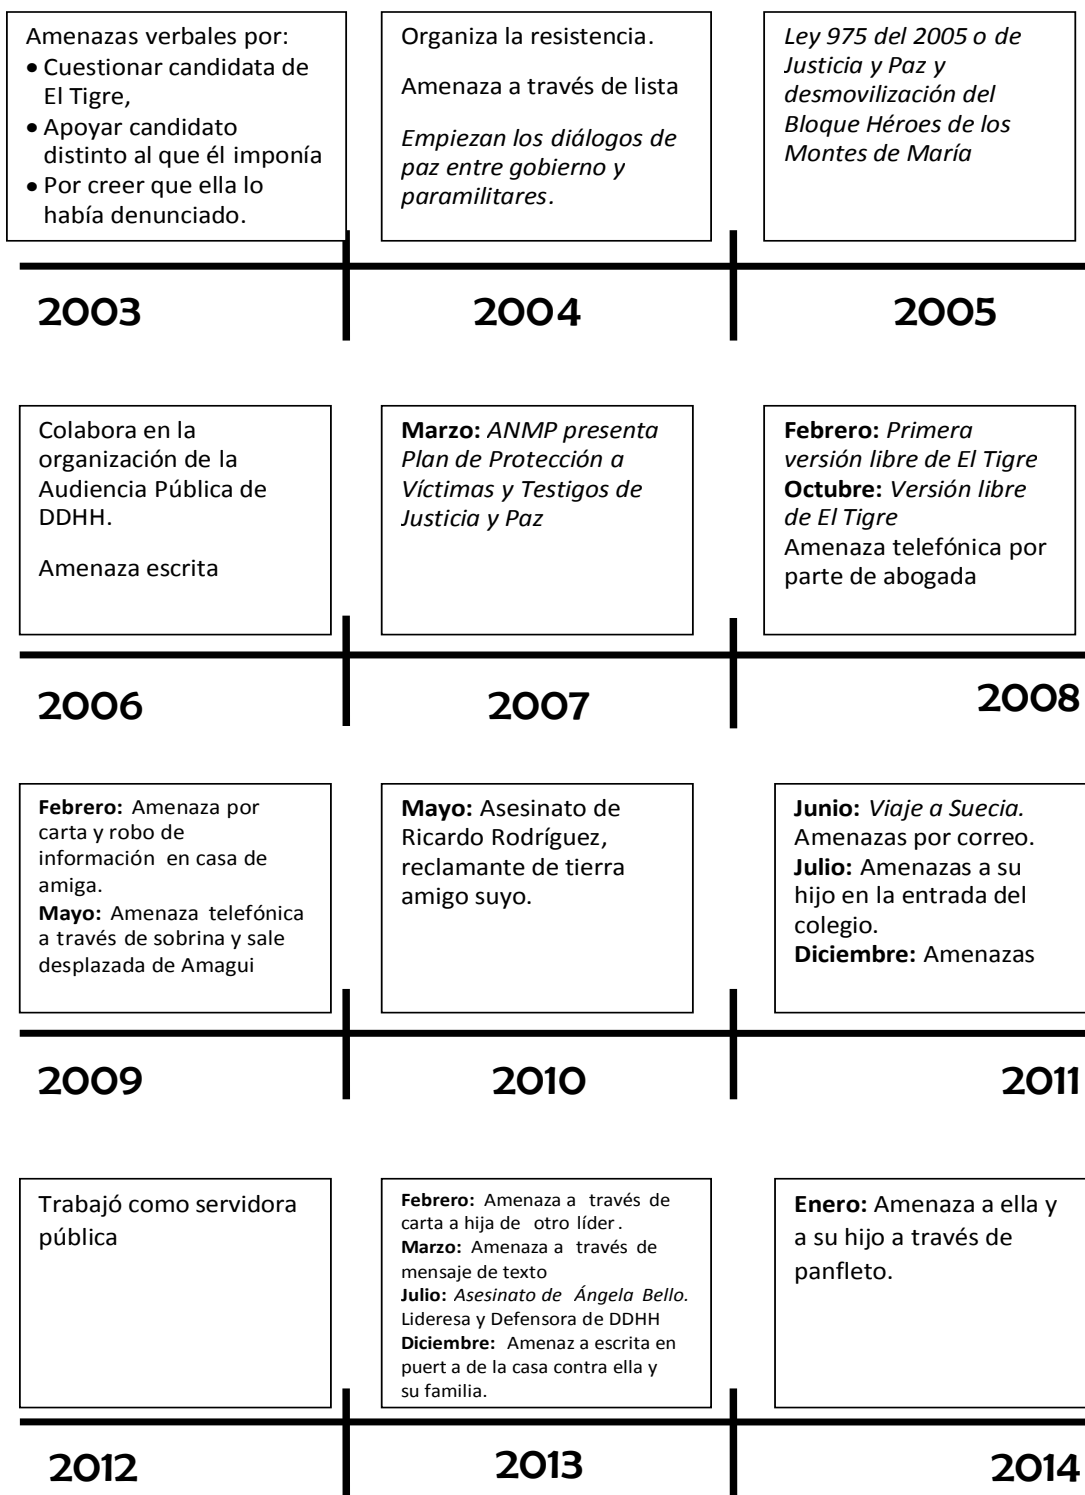 Amenazas verbales por:
• Cuestionar candidata de
El Tigre,
• Apoyar candidato
distinto al que él imponía
• Por creer que ella lo
había denunciado.
Organiza la resistencia.
Amenaza a través de lista
Empiezan los diálogos de
paz entre gobierno y
paramilitares.
Ley 975 del 2005 o de
Justicia y Paz y
desmovilización del
Bloque Héroes de los
Montes de María
2003
2004
2005
Colabora en la
organización de la
Audiencia Pública de
DDHH.
Amenaza escrita
Marzo: ANMP presenta
Plan de Protección a
Víctimas y Testigos de
Justicia y Paz
Febrero: Primera
versión libre de El Tigre
Octubre: Versión libre
de El Tigre
Amenaza telefónica por
parte de abogada
2006
2007
2008
Febrero: Amenaza por
carta y robo de
información en casa de
amiga.
Mayo: Amenaza telefónica
a través de sobrina y sale
desplazada de Amagui
Mayo: Asesinato de
Ricardo Rodríguez,
reclamante de tierra
amigo suyo.
Junio: Viaje a Suecia.
Amenazas por correo.
Julio: Amenazas a su
hijo en la entrada del
colegio.
Diciembre: Amenazas
2009
2010
2011
Trabajó como servidora
pública
Febrero: Amenaza a través de
carta a hija de otro líder.
Marzo: Amenaza a través de
mensaje de texto
Julio: Asesinato de Ángela Bello.
Lideresa y Defensora de DDHH
Diciembre: Amenaz a escrita en
puert a de la casa contra ella y
su familia.
Enero: Amenaza a ella y
a su hijo a través de
panfleto.
2012
2013
2014